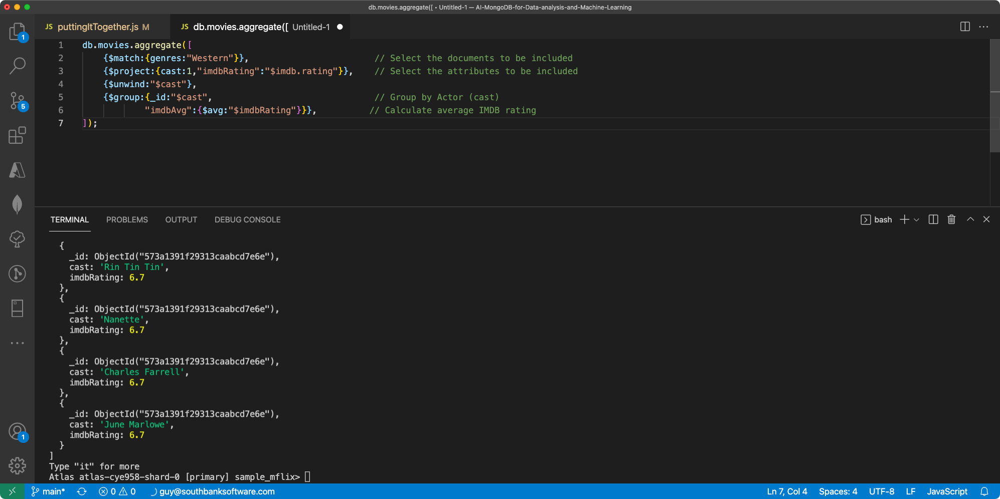 db.movies.aggregate([ • Untitled-1 — AI-MongoDB-for-Data-analysis-and-Machine-Learning
JS puttingItTogether.js M
JS db.movies.aggregate([ Untitled-1
1 db.movies.aggregate([
2 {$match:{genres:"Western"}}, // Select the documents to be included
3 {$project:{cast:1,"imdbRating":"$imdb.rating"}}, // Select the attributes to be included
4 {$unwind:"$cast"},
5 {$group:{_id:"$cast", // Group by Actor (cast)
6 "imdbAvg":{$avg:"$imdbRating"}}}, // Calculate average IMDB rating
7 ]);
1
5
TERMINAL PROBLEMS OUTPUT DEBUG CONSOLE bash
{
_id: ObjectId("573a1391f29313caabcd7e6e"),
cast: 'Rin Tin Tin',
imdbRating: 6.7
},
{
_id: ObjectId("573a1391f29313caabcd7e6e"),
cast: 'Nanette',
imdbRating: 6.7
},
{
_id: ObjectId("573a1391f29313caabcd7e6e"),
cast: 'Charles Farrell',
imdbRating: 6.7
},
{
_id: ObjectId("573a1391f29313caabcd7e6e"),
cast: 'June Marlowe',
imdbRating: 6.7
}
]
Type "it" for more
Atlas atlas-cye958-shard-0 [primary] sample_mflix>
1
main* 0 0 guy@southbanksoftware.com Ln 7, Col 4 Spaces: 4 UTF-8 LF JavaScript